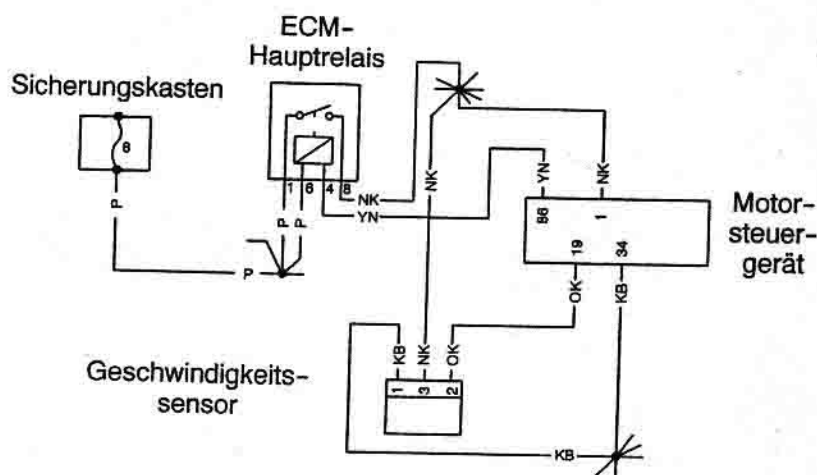 ECM-
Hauptrelais
Sicherungskasten
8
1 6 4 8
NK
YN
P
P
P
P
NK
YN
NK
86
1
19
34
Motor-
steuer-
gerät
OK
KB
KB
NK
OK
1 3 2
Geschwindigkeits-
sensor
KB